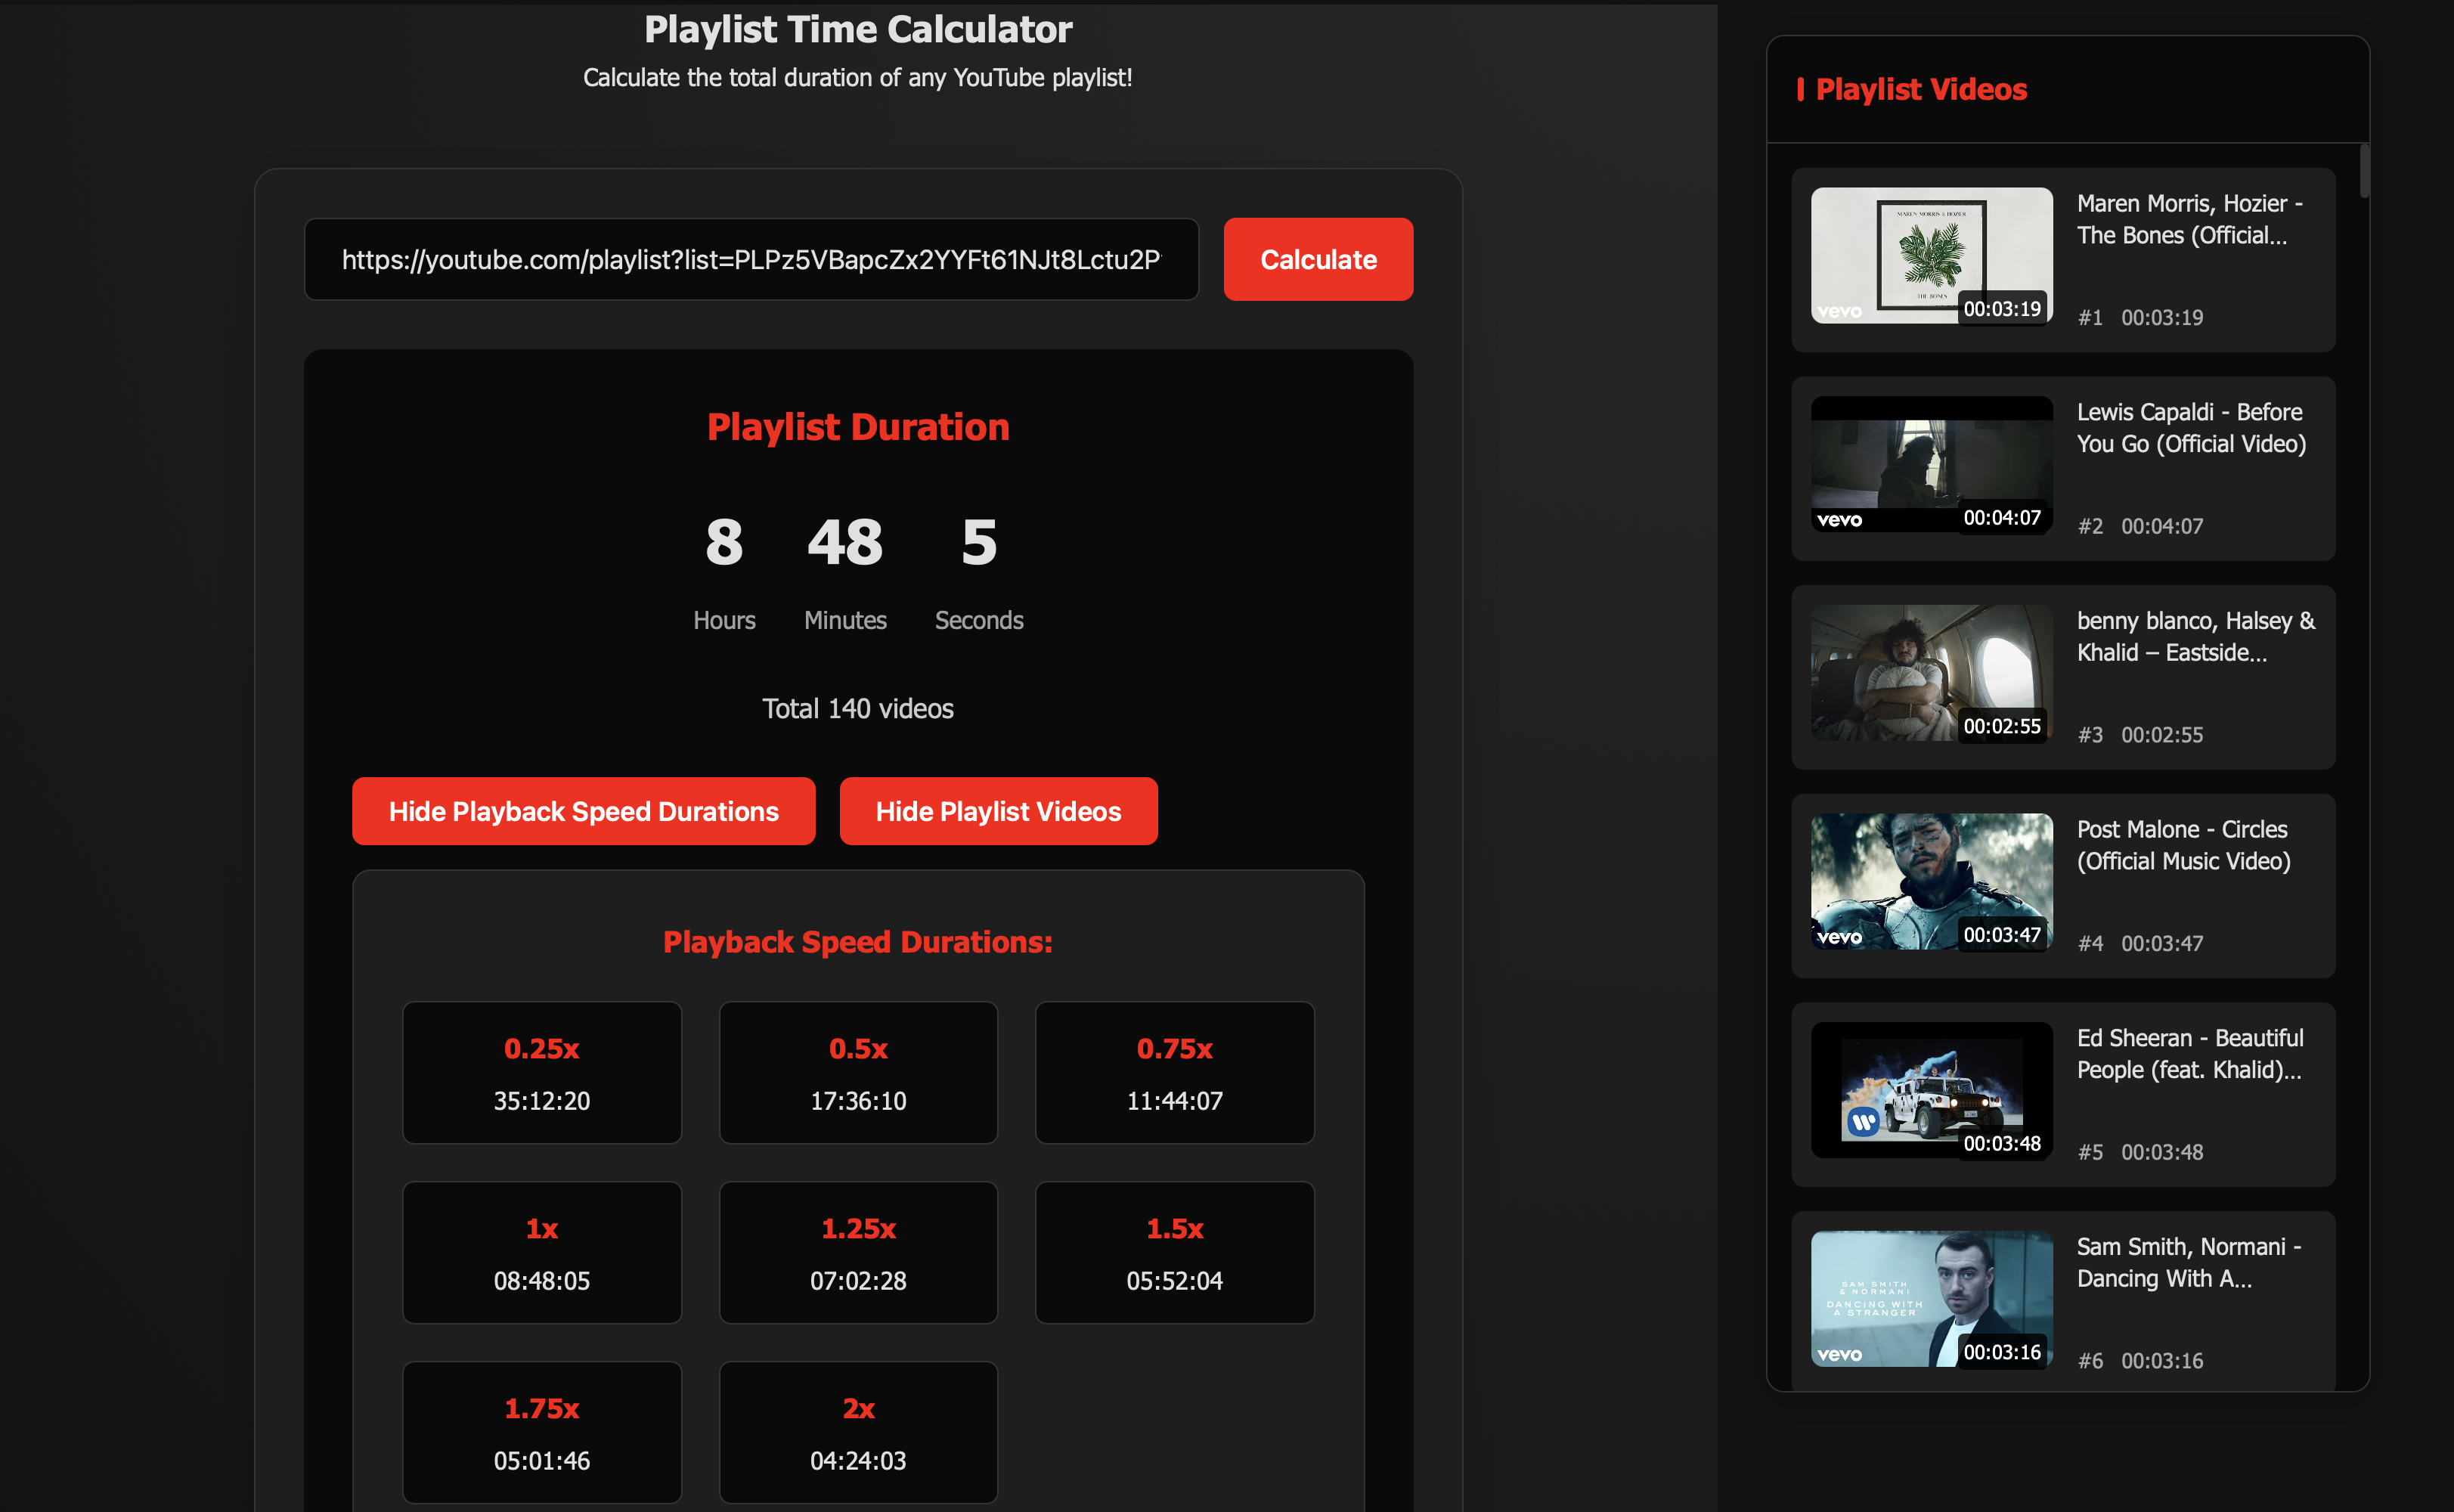 Playlist Time Calculator
Calculate the total duration of any YouTube playlist!
https://youtube.com/playlist?list=PLPz5VBapcZx2YYFt61NJt8Lctu2P
Calculate
Playlist Duration
8 48 5
Hours Minutes Seconds
Total 140 videos
Hide Playback Speed Durations
Hide Playlist Videos
Playback Speed Durations:
0.25x
35:12:20
0.5x
17:36:10
0.75x
11:44:07
1x
08:48:05
1.25x
07:02:28
1.5x
05:52:04
1.75x
05:01:46
2x
04:24:03
Playlist Videos
MAREN MORRIS & HOZIER
THE BONES
vevo
00:03:19
Maren Morris, Hozier -
The Bones (Official...
#1 00:03:19
vevo
00:04:07
Lewis Capaldi - Before
You Go (Official Video)
#2 00:04:07
00:02:55
benny blanco, Halsey &
Khalid – Eastside...
#3 00:02:55
vevo
00:03:47
Post Malone - Circles
(Official Music Video)
#4 00:03:47
00:03:48
Ed Sheeran - Beautiful
People (feat. Khalid)...
#5 00:03:48
SAM SMITH
& NORMANI
DANCING WITH
A STRANGER
vevo
00:03:16
Sam Smith, Normani -
Dancing With A...
#6 00:03:16